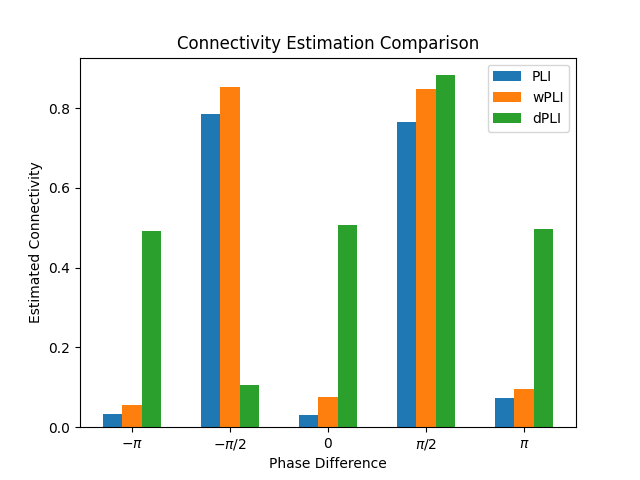 Connectivity Estimation Comparison
PLI
wPLI
dPLI
Estimated Connectivity
0.8
0.6
0.4
0.2
0.0
−π
−π/2
0
π/2
π
Phase Difference